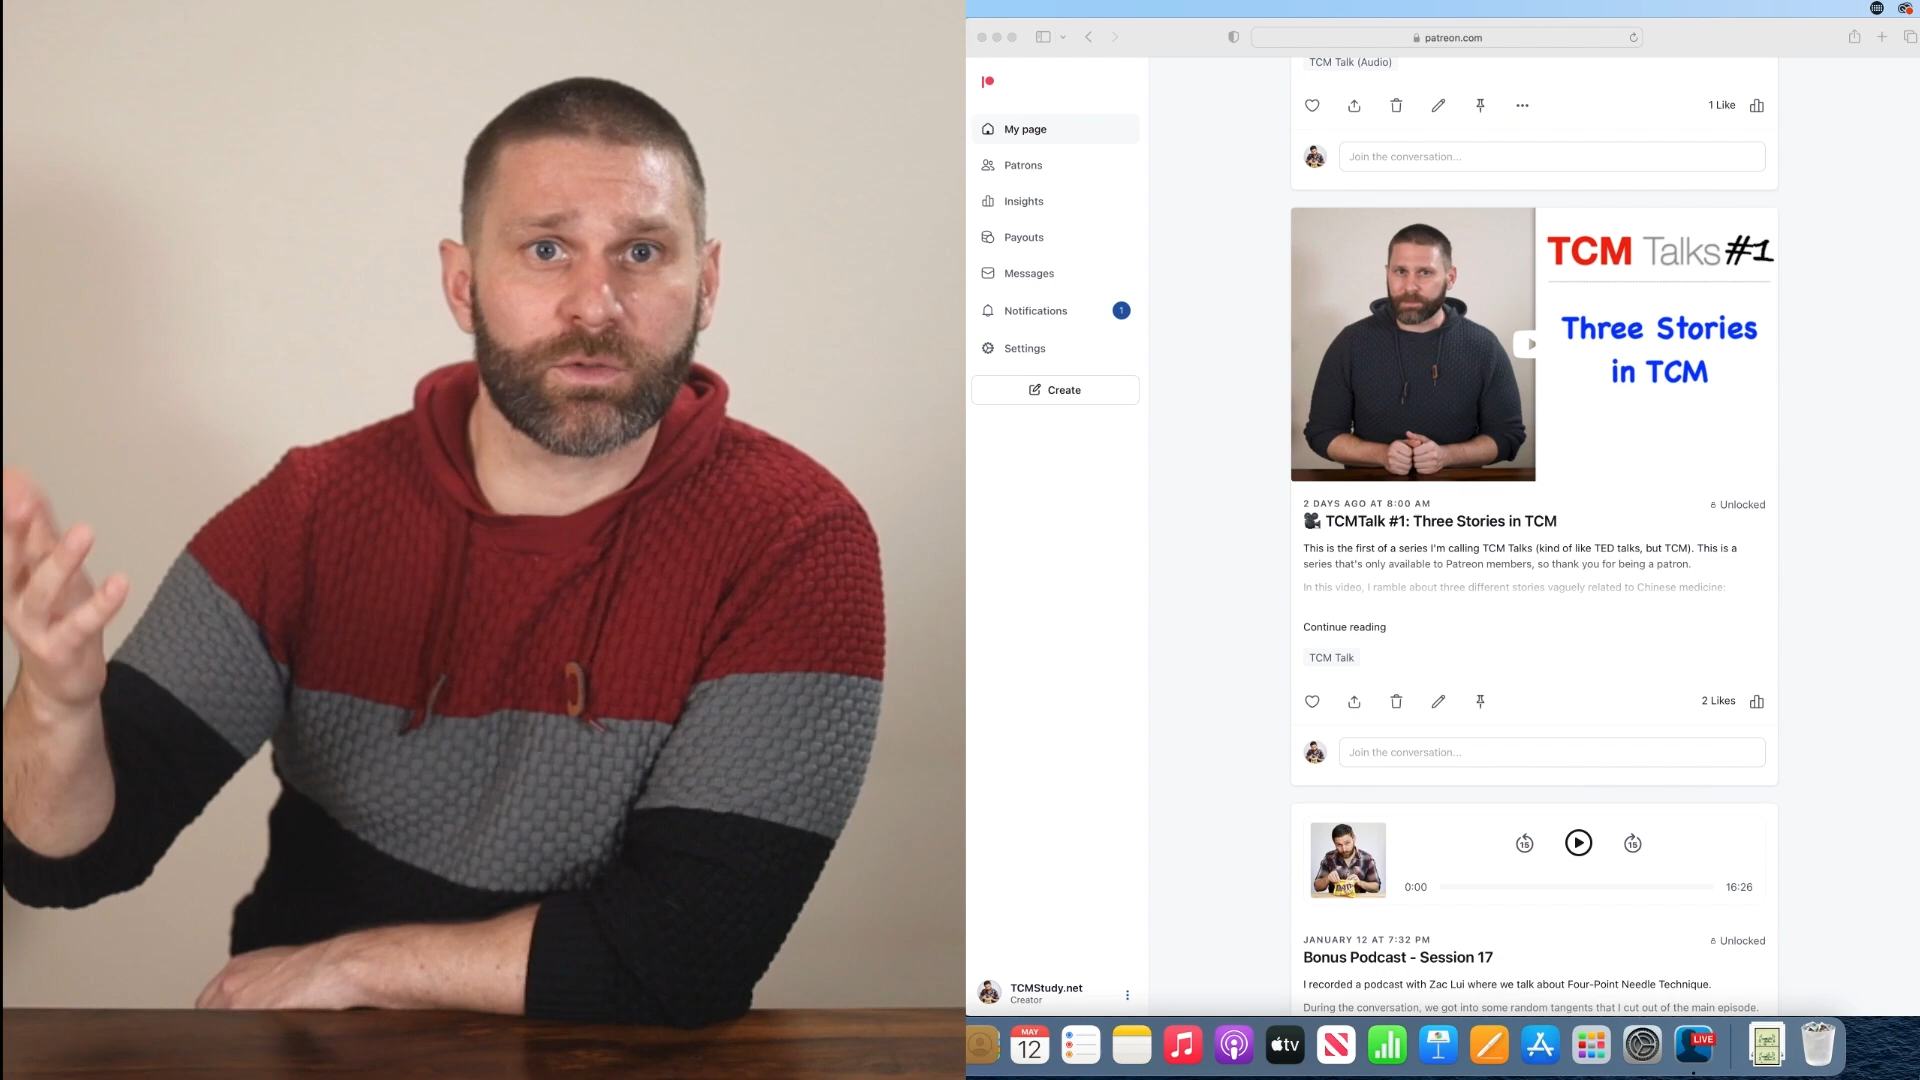 patreon.com
TCM Talk (Audio)
1 Like
Join the conversation...
My page
Patrons
Insights
Payouts
Messages
Notifications
1
Settings
Create
TCM Talks #1
Three Stories
in TCM
2 DAYS AGO AT 8:00 AM
Unlocked
TCMTalk #1: Three Stories in TCM
This is the first of a series I'm calling TCM Talks (kind of like TED talks, but TCM). This is a
series that's only available to Patreon members, so thank you for being a patron.
In this video, I ramble about three different stories vaguely related to Chinese medicine:
Continue reading
TCM Talk
2 Likes
Join the conversation...
15
15
0:00
16:26
JANUARY 12 AT 7:32 PM
Unlocked
Bonus Podcast - Session 17
I recorded a podcast with Zac Lui where we talk about Four-Point Needle Technique.
During the conversation, we got into some random tangents that I cut out of the main episode.
TCMStudy.net
Creator
MAY
12
tv
LIVE